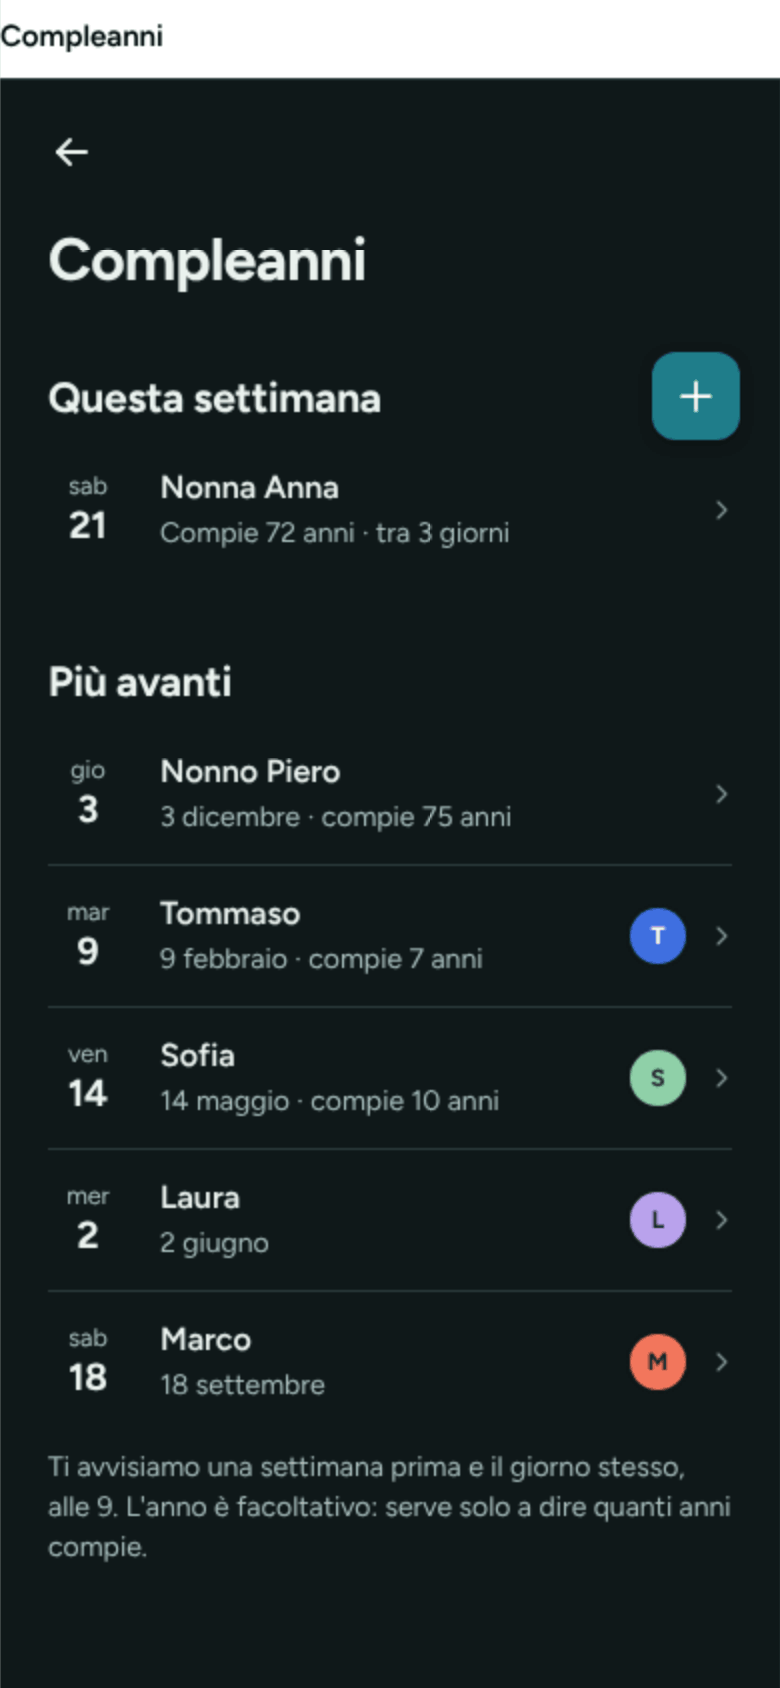 Compleanni
Compleanni
Questa settimana
sab
21
Nonna Anna
Compie 72 anni · tra 3 giorni
Più avanti
gio
3
Nonno Piero
3 dicembre · compie 75 anni
mar
9
Tommaso
9 febbraio · compie 7 anni
T
ven
14
Sofia
14 maggio · compie 10 anni
S
mer
2
Laura
2 giugno
L
sab
18
Marco
18 settembre
M
Ti avvisiamo una settimana prima e il giorno stesso,
alle 9. L'anno è facoltativo: serve solo a dire quanti anni
compie.